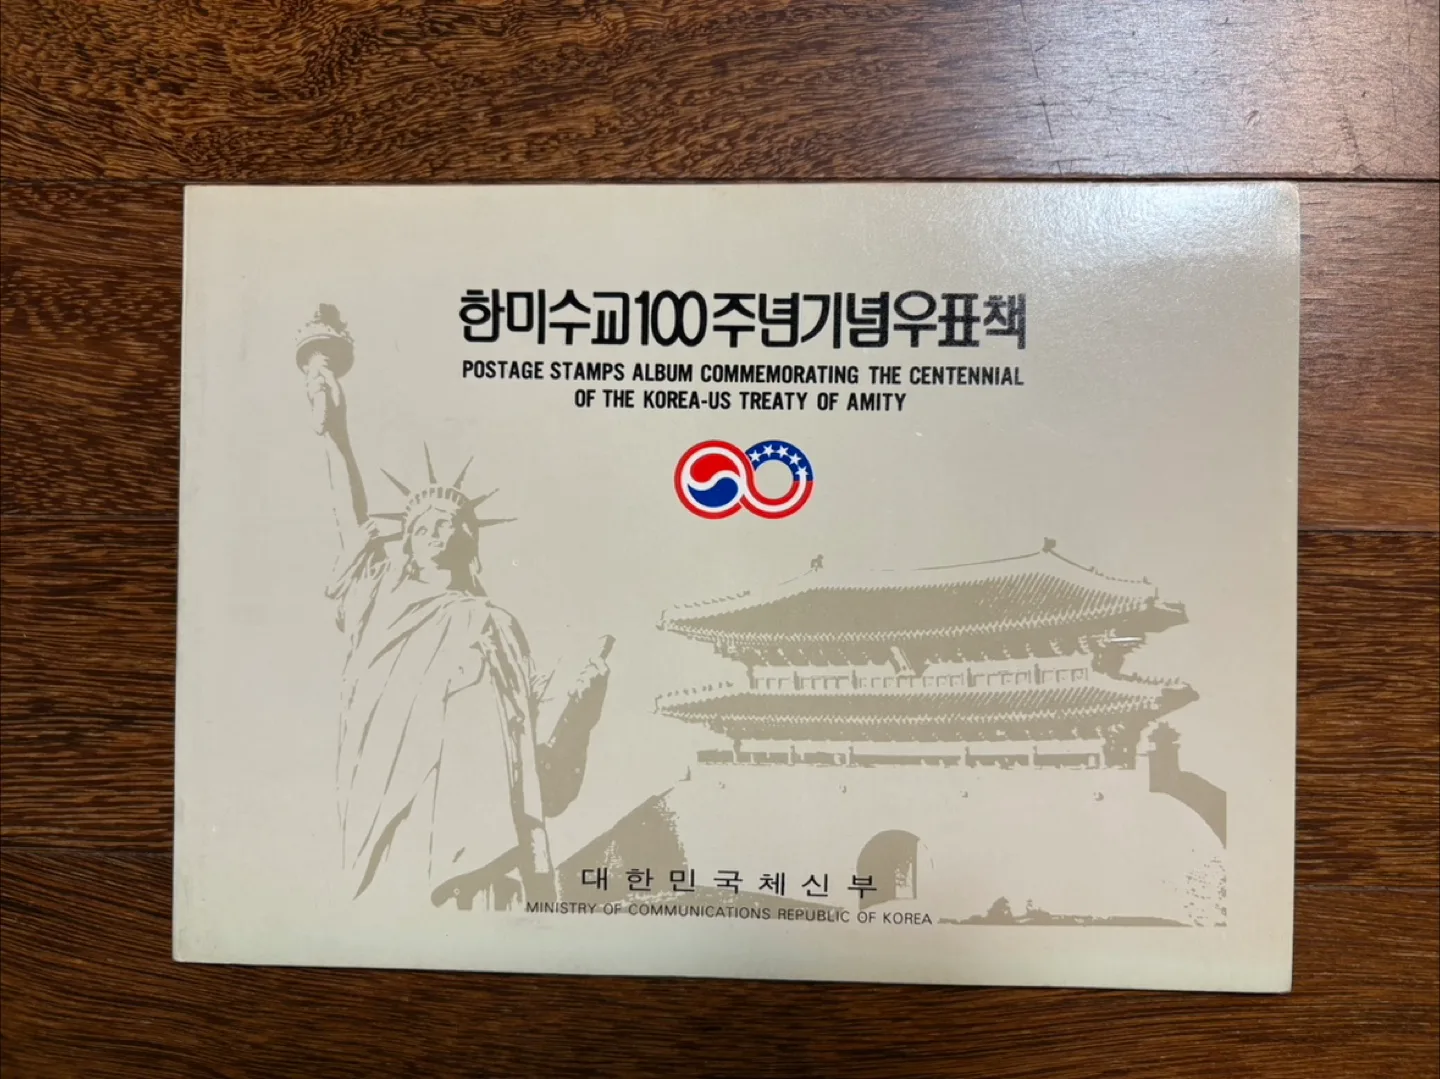 한미수교100주년기념우표책
POSTAGE STAMPS ALBUM COMMEMORATING THE CENTENNIAL
OF THE KOREA-US TREATY OF AMITY
대한민국체신부
MINISTRY OF COMMUNICATIONS REPUBLIC OF KOREA